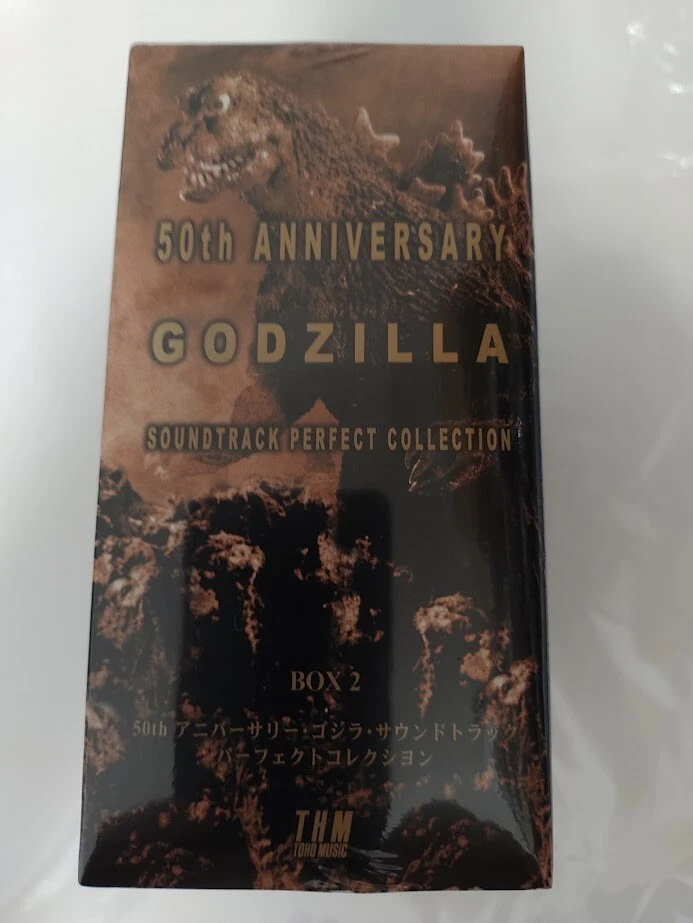 50th ANNIVERSARY
GODZILLA
SOUNDTRACK PERFECT COLLECTION
BOX 2
50th アニバーサリー・ゴジラ・サウンドトラック
パーフェクトコレクション
THM
TOHO MUSIC